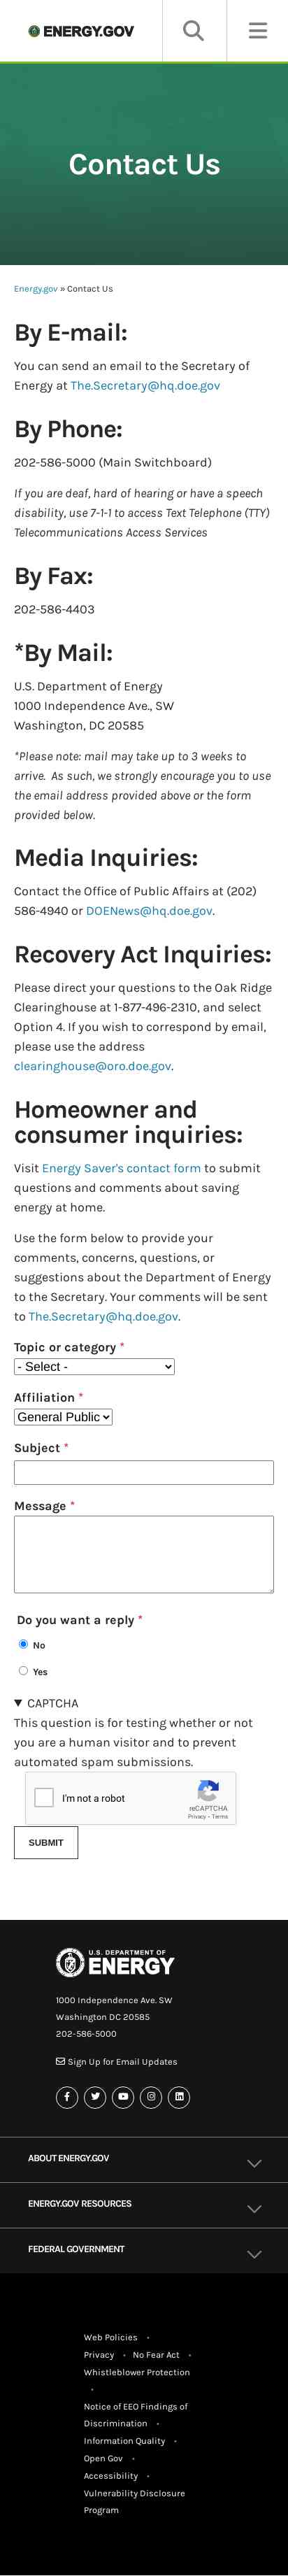 ENERGY.GOV
Contact Us
Energy.gov » Contact Us
By E-mail:
You can send an email to the Secretary of
Energy at The.Secretary@hq.doe.gov
By Phone:
202-586-5000 (Main Switchboard)
If you are deaf, hard of hearing or have a speech
disability, use 7-1-1 to access Text Telephone (TTY)
Telecommunications Access Services
By Fax:
202-586-4403
*By Mail:
U.S. Department of Energy
1000 Independence Ave., SW
Washington, DC 20585
*Please note: mail may take up to 3 weeks to
arrive.  As such, we strongly encourage you to use
the email address provided above or the form
provided below.
Media Inquiries:
Contact the Office of Public Affairs at (202)
586-4940 or DOENews@hq.doe.gov.
Recovery Act Inquiries:
Please direct your questions to the Oak Ridge
Clearinghouse at 1-877-496-2310, and select
Option 4. If you wish to correspond by email,
please use the address
clearinghouse@oro.doe.gov.
Homeowner and
consumer inquiries:
Visit Energy Saver's contact form to submit
questions and comments about saving
energy at home.
Use the form below to provide your
comments, concerns, questions, or
suggestions about the Department of Energy
to the Secretary. Your comments will be sent
to The.Secretary@hq.doe.gov.
Topic or category *
- Select -
Affiliation *
General Public
Subject *
Message *
Do you want a reply *
No
Yes
▼ CAPTCHA
This question is for testing whether or not
you are a human visitor and to prevent
automated spam submissions.
I'm not a robot
reCAPTCHA
Privacy - Terms
SUBMIT
U.S. DEPARTMENT OF
ENERGY
1000 Independence Ave. SW
Washington DC 20585
202-586-5000
Sign Up for Email Updates
ABOUT ENERGY.GOV
ENERGY.GOV RESOURCES
FEDERAL GOVERNMENT
Web Policies •
Privacy • No Fear Act •
Whistleblower Protection
•
Notice of EEO Findings of
Discrimination •
Information Quality •
Open Gov •
Accessibility •
Vulnerability Disclosure
Program